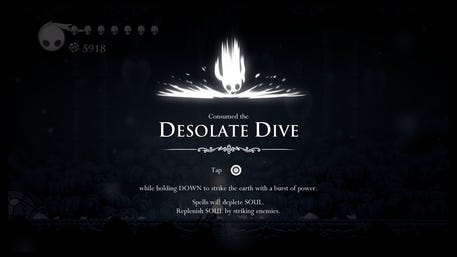 5918
Consumed the
DESOLATE DIVE
Tap
while holding DOWN to strike the earth with a burst of power.
Spells will deplete SOUL.
Replenish SOUL by striking enemies.